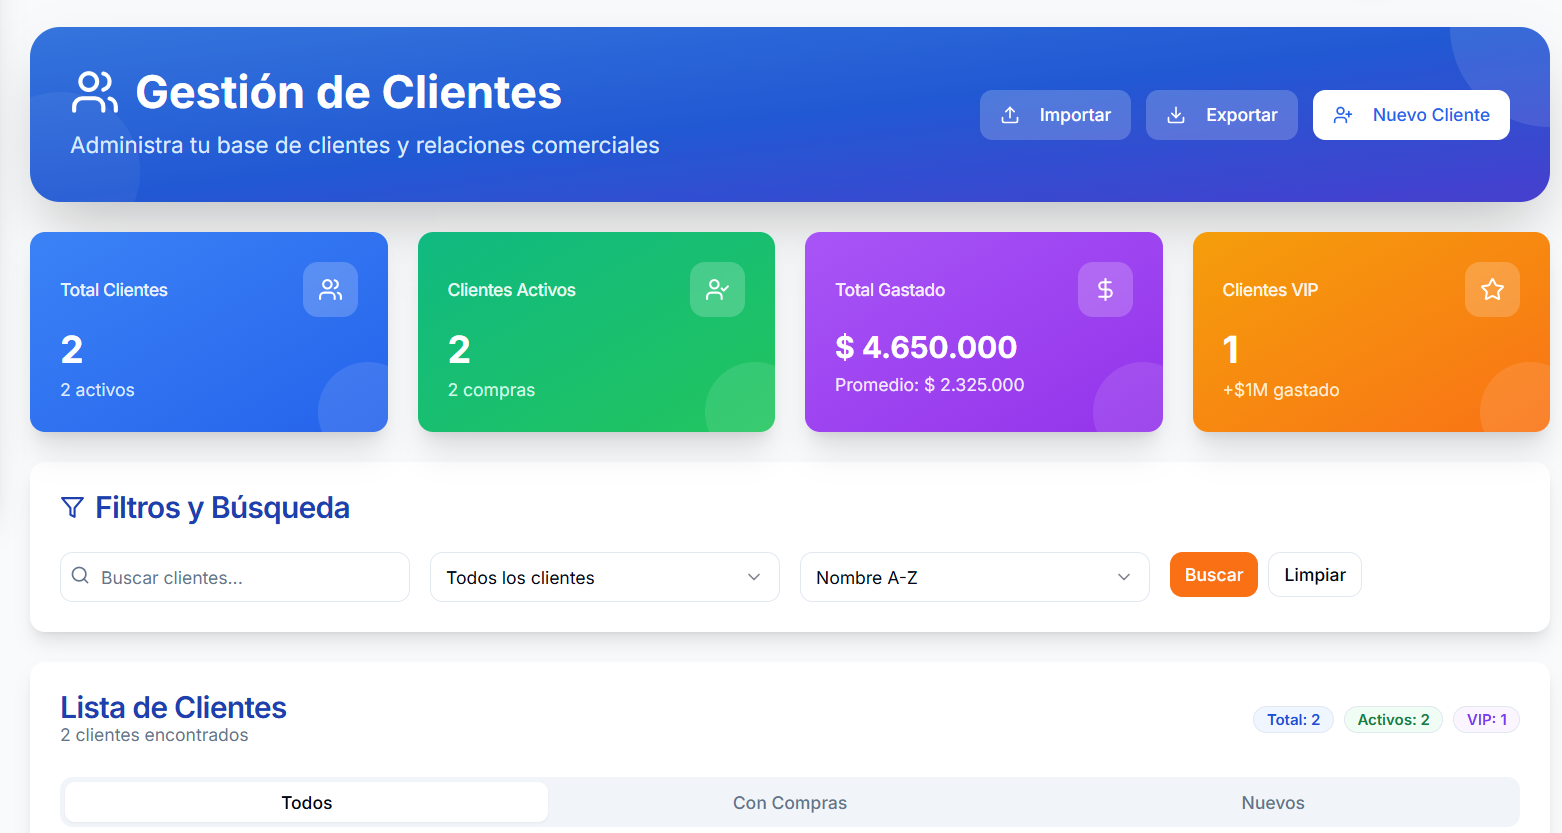 Gestión de Clientes
Administra tu base de clientes y relaciones comerciales
Importar
Exportar
Nuevo Cliente
Total Clientes
2
2 activos
Clientes Activos
2
2 compras
Total Gastado
$ 4.650.000
Promedio: $ 2.325.000
Clientes VIP
1
+$1M gastado
Filtros y Búsqueda
Buscar clientes...
Todos los clientes
Nombre A-Z
Buscar
Limpiar
Lista de Clientes
2 clientes encontrados
Total: 2
Activos: 2
VIP: 1
Todos
Con Compras
Nuevos